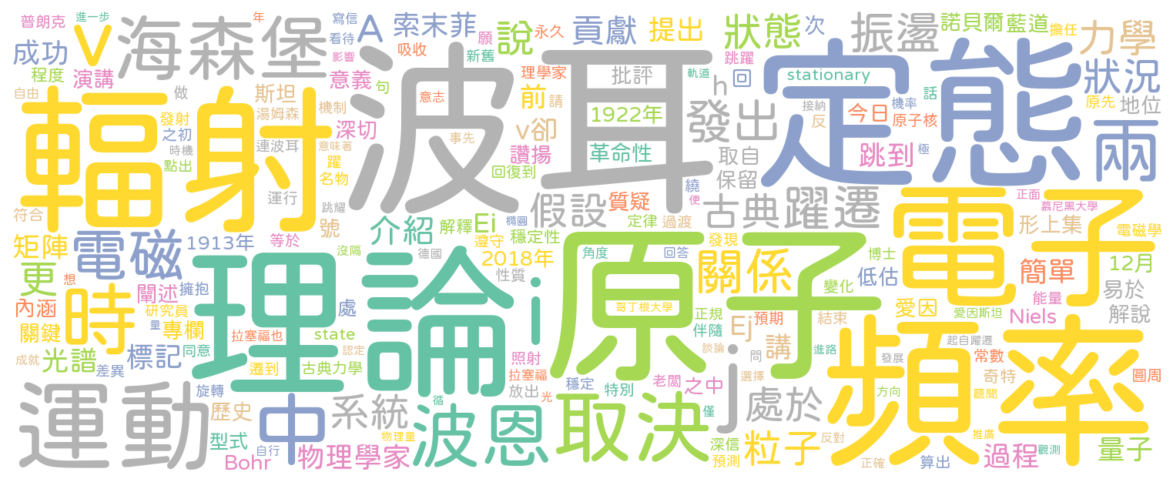 普朗克 進一步 年 寫信 A 索末菲 貢獻 說 提出 狀態 次 諾貝爾 藍道 擔任
成功 V 海森堡 看待 永久 願 振盪 力學
程度 演講 影響 吸收 新舊 理學家 批評 軌道 跳躍 回 stationary 狀況
自由 做 意義 句 意志 請 前 1922年 h 發出 定態 接納 機率 話 原先 地位
輻射 波耳 發射 斯坦 機制 湯姆森 深切 v卻 今日 反 原子核 兩
之初 時機 連波耳 意味著 事先 讚揚 革命性 取自 跳到 極
點出 躍 名物 回復到 保留 繞 便 正面 慕尼黑大學
符合 運行 跳耀 號 解釋 Ei 橢圓 假設 質疑 定律 過渡 古典 躍遷 形上集 電磁學
矩陣 電磁 1913年 等於 介紹 遵守 穩定性 發現 博士 電子
更 沒隔 德國 2018年 性質 角度 回答 關係 變化 低估 簡單 12月
內涵 闡述 想 擁抱 處 理論 i 原子 哥丁根大學 愛因 能量 易於
時 研究員 Niels 解說
關鍵 專欄 量 state 拉塞福也 正規 伴隨 Ej 預期 結束 愛因斯坦
光譜 標記 同意 古典力學 照射 認定 講 起自躍遷 常數 圓周
成就 差異 遷到 拉塞福 談論 問 進路 發展 頻率
運動 中 旋轉 系統 放出 光 穩定 特別 老闆 之中 j 選擇 奇特
歷史 循 波恩 取決 僅 處於 方向 聽聞
型式 物理量 深信 粒子 反對 推廣 量子
Bohr 物理學家 自行 預測 正確 算出 過程 觀測